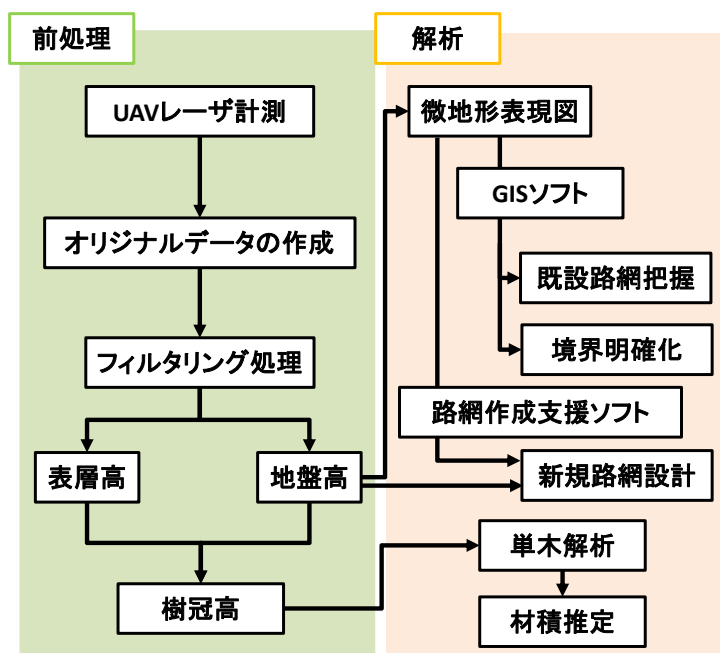 前処理
UAVレーザ計測
オリジナルデータの作成
フィルタリング処理
表層高
地盤高
樹冠高
解析
微地形表現図
GISソフト
既設路網把握
境界明確化
路網作成支援ソフト
新規路網設計
単木解析
材積推定